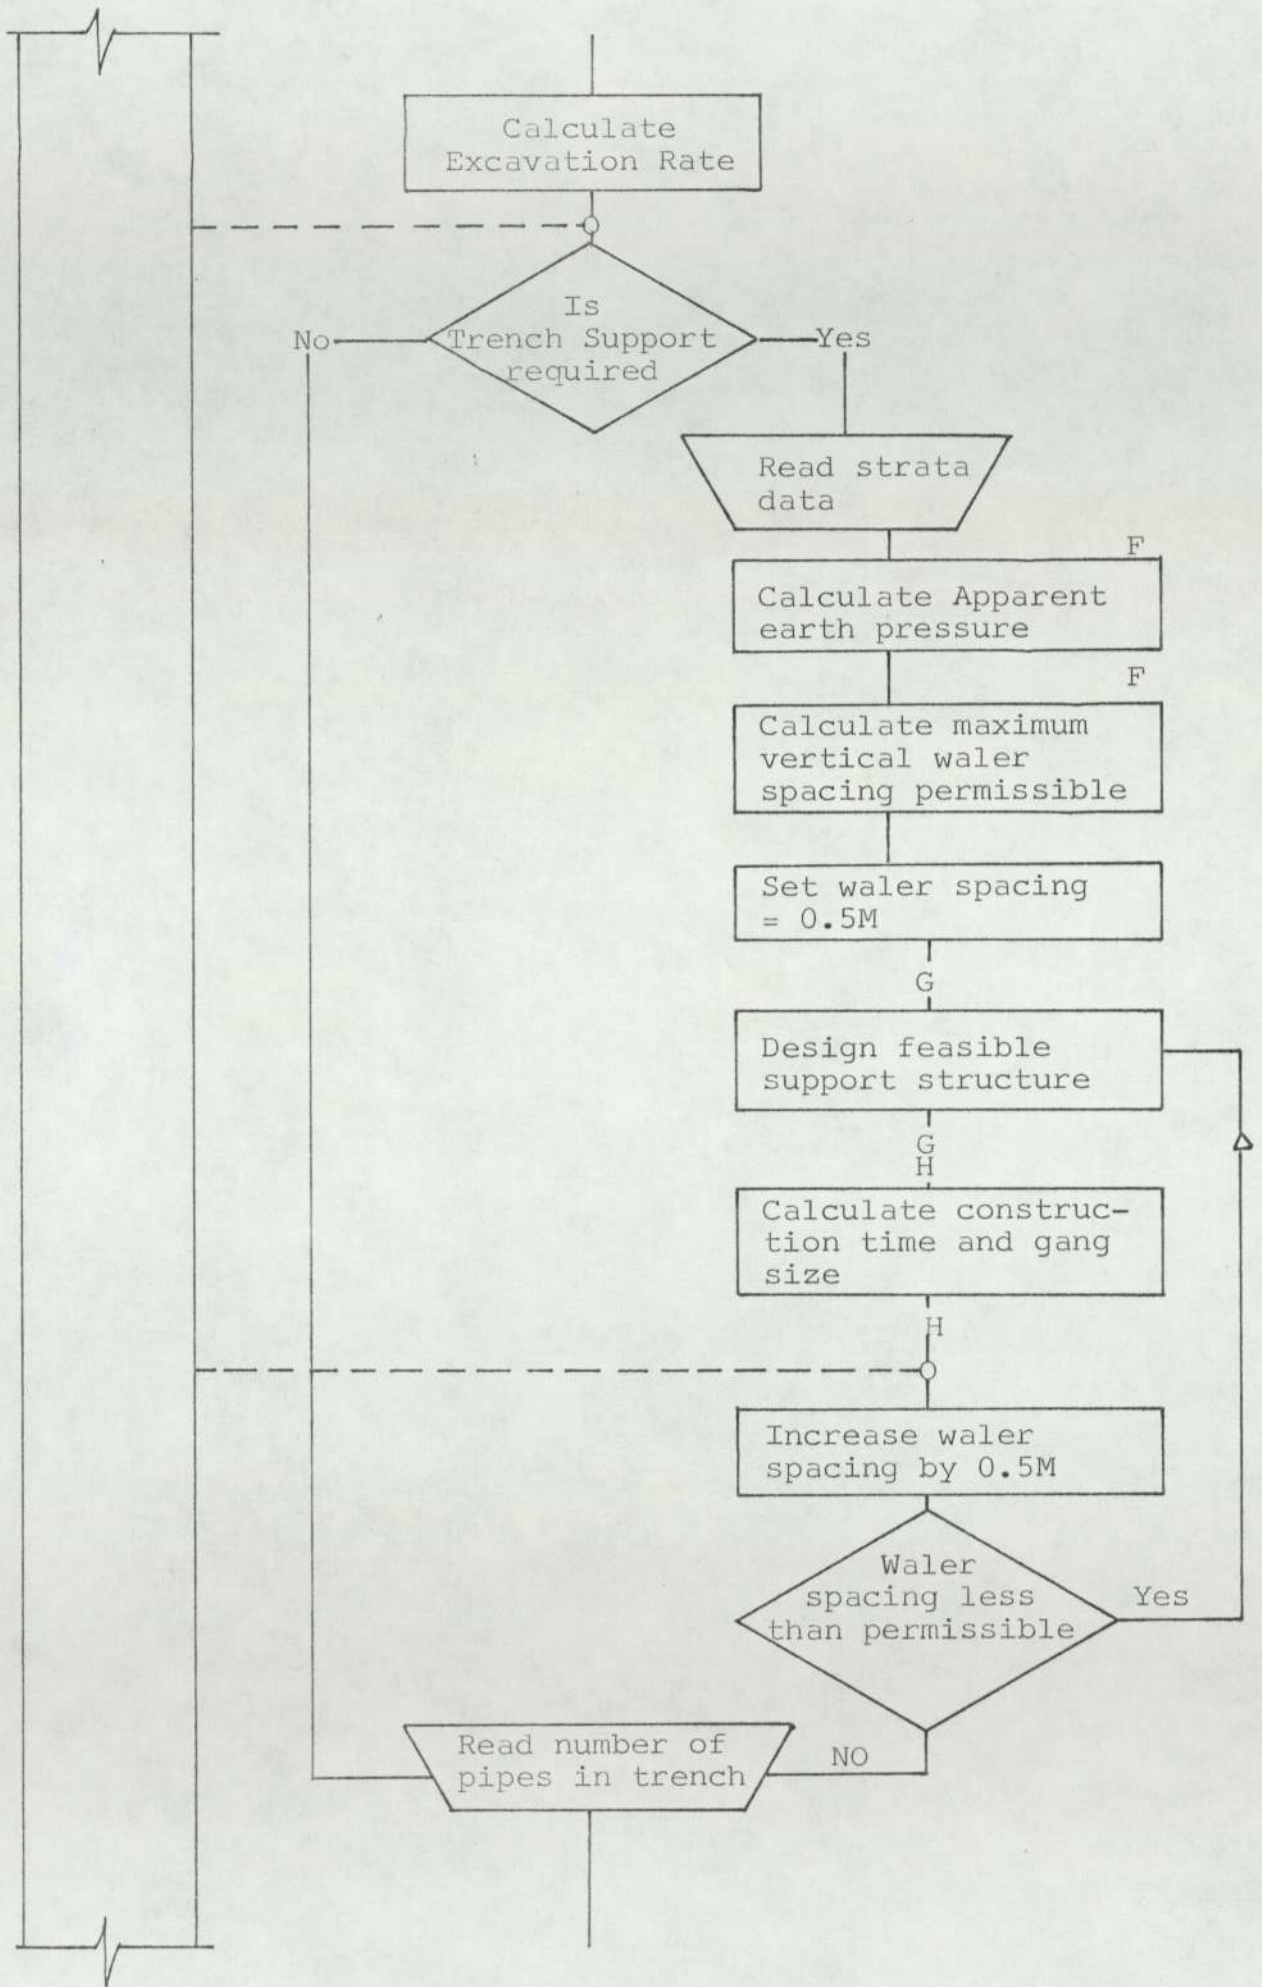 Calculate
Excavation Rate
Is
Trench Support
required
No
Yes
Read strata
data
F
Calculate Apparent
earth pressure
F
Calculate maximum
vertical waler
spacing permissible
Set waler spacing
= 0.5M
G
Design feasible
support structure
G
H
Calculate construc-
tion time and gang
size
H
Increase waler
spacing by 0.5M
Waler
spacing less
than permissible
Yes
NO
Read number of
pipes in trench